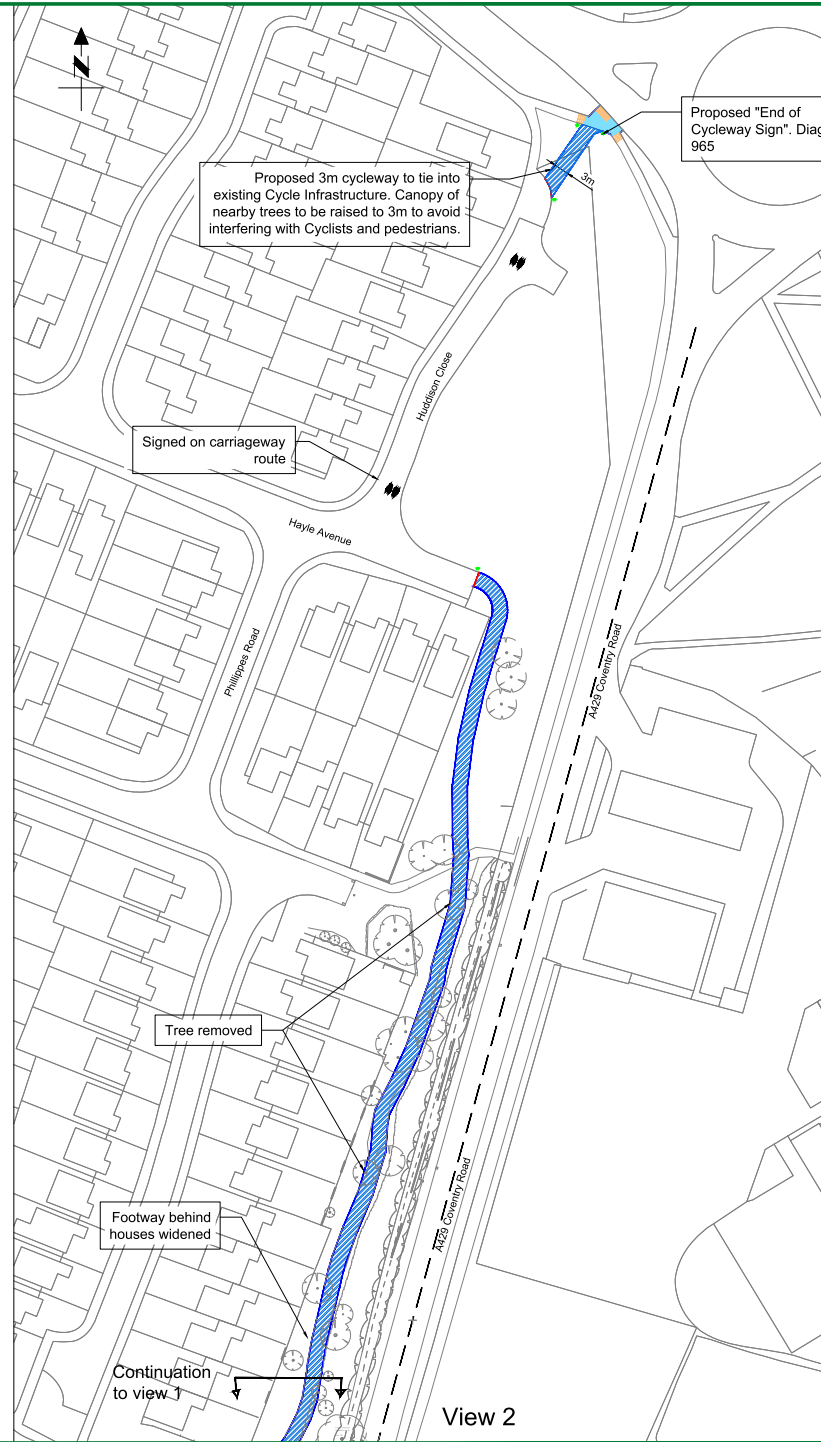 N
Proposed "End of
Cycleway Sign". Diag
965
Proposed 3m cycleway to tie into
existing Cycle Infrastructure. Canopy of
nearby trees to be raised to 3m to avoid
interfering with Cyclists and pedestrians.
3m
Huddison Close
Signed on carriageway
route
Hayle Avenue
Phillippes Road
A429 Coventry Road
Tree removed
A429 Coventry Road
Footway behind
houses widened
Continuation
to view 1
View 2